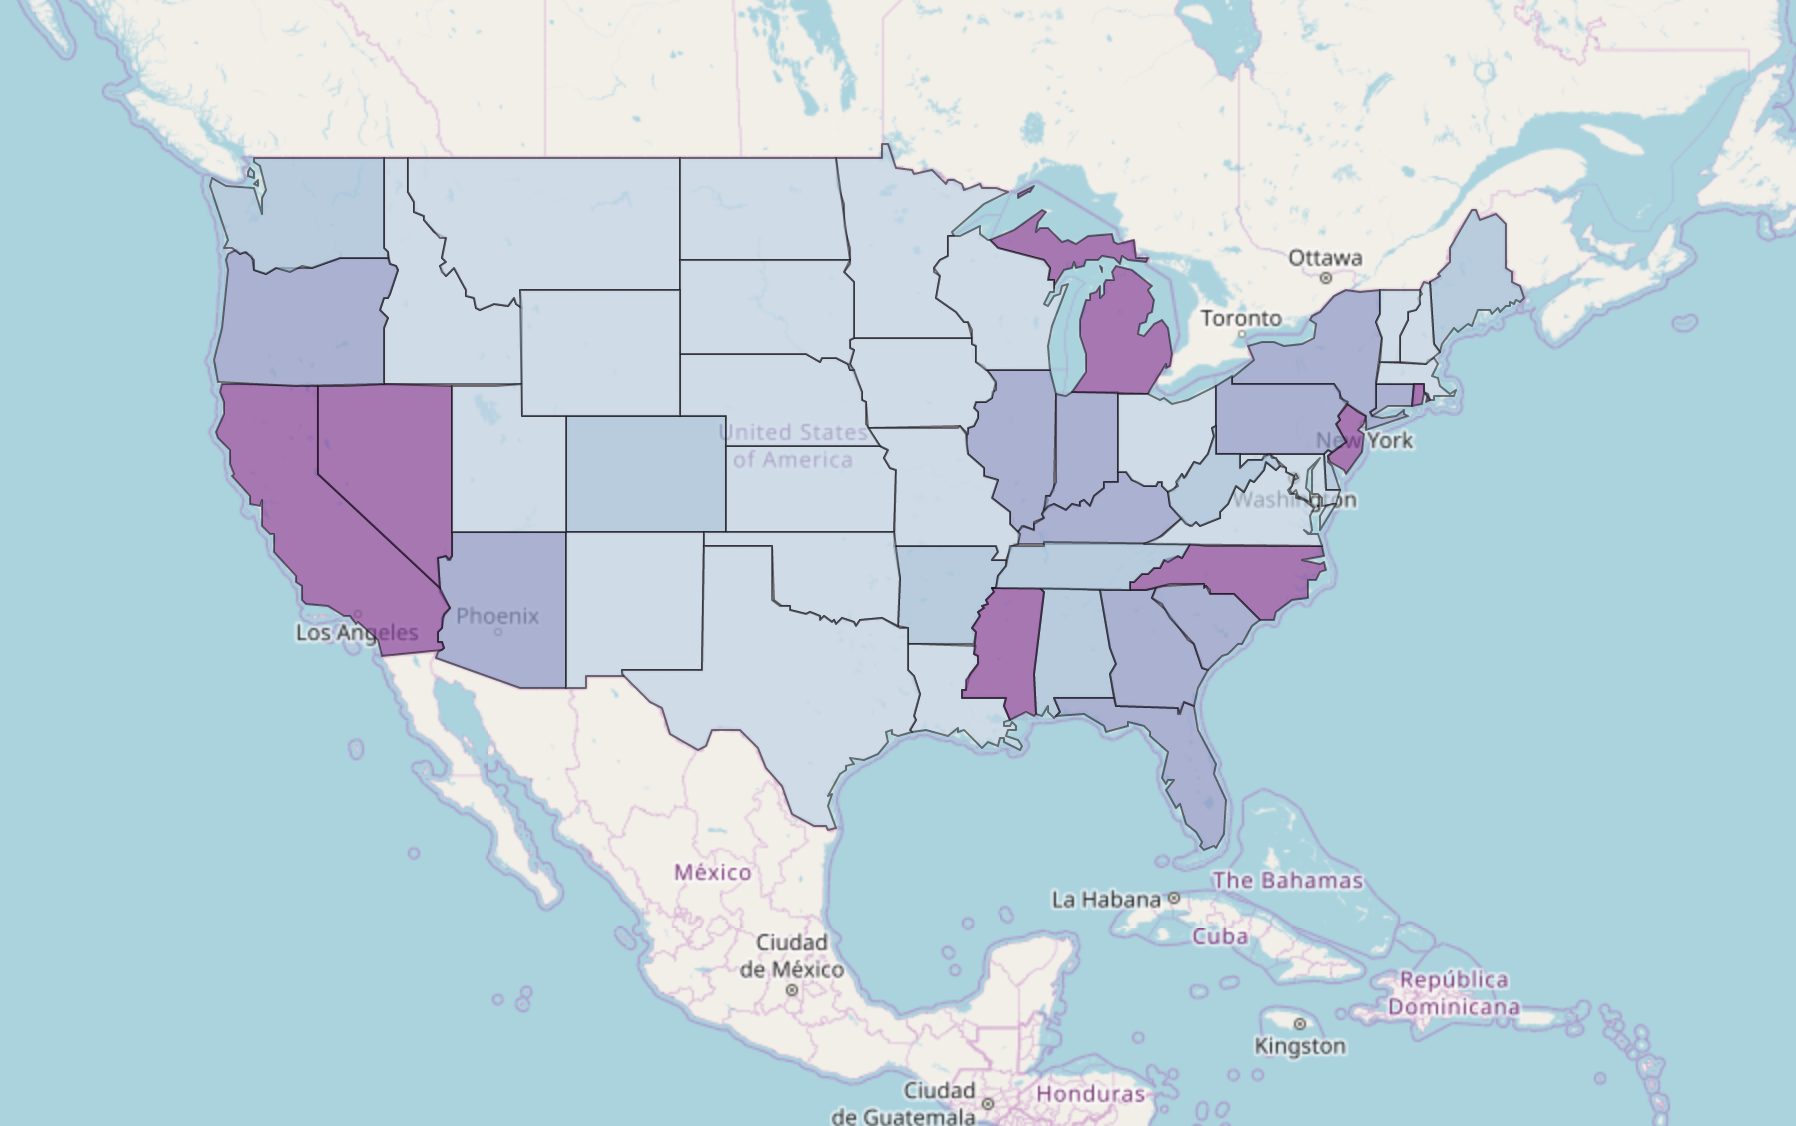 Ottawa
Toronto
United States
of America
New York
Washington
Phoenix
Los Angeles
México
The Bahamas
La Habana
Cuba
Ciudad
de México
República
Dominicana
Kingston
Ciudad
de Guatemala
Honduras